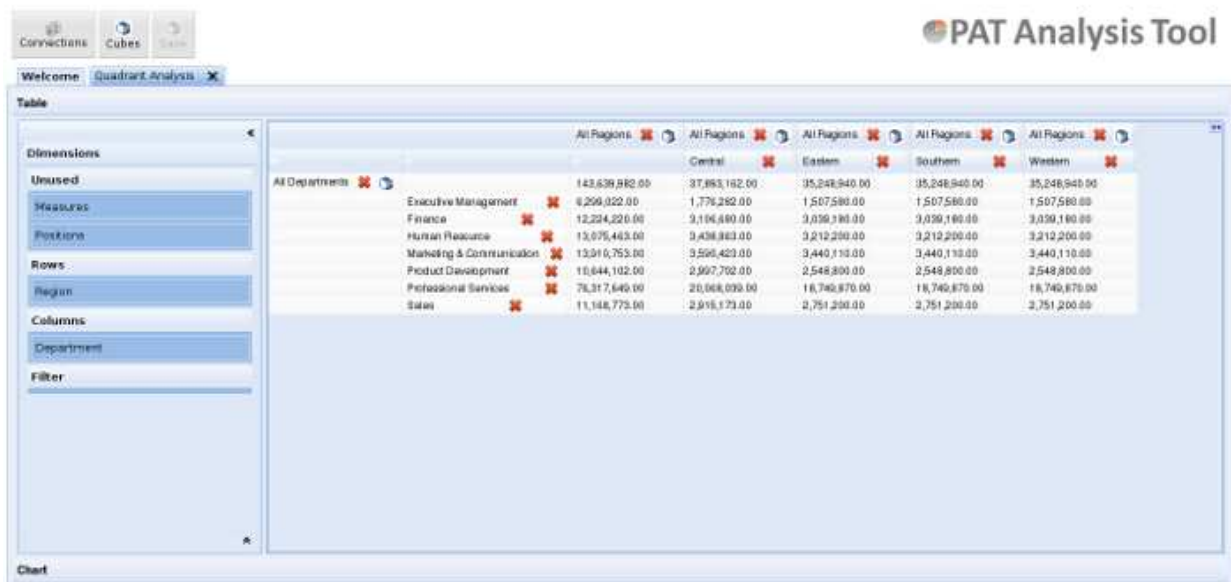 Connections Cubes Save
PAT Analysis Tool
Welcome Quadrant Analysis
Table
Dimensions
Unused
Measures
Positions
Rows
Region
Columns
Department
Filter
All Regions All Regions All Regions All Regions All Regions
Central Eastern Southern Western
All Departments 143,639,982.00 37,893,162.00 35,248,940.00 35,248,940.00 35,248,940.00
Executive Management 6,299,022.00 1,776,282.00 1,507,580.00 1,507,580.00 1,507,580.00
Finance 12,224,220.00 3,106,680.00 3,039,180.00 3,039,180.00 3,039,180.00
Human Resource 13,075,463.00 3,438,863.00 3,212,200.00 3,212,200.00 3,212,200.00
Marketing & Communication 13,910,753.00 3,590,423.00 3,440,110.00 3,440,110.00 3,440,110.00
Product Development 10,644,102.00 2,997,702.00 2,548,800.00 2,548,800.00 2,548,800.00
Professional Services 76,317,649.00 20,068,039.00 18,749,870.00 18,749,870.00 18,749,870.00
Sales 11,168,773.00 2,915,173.00 2,751,200.00 2,751,200.00 2,751,200.00
Chart